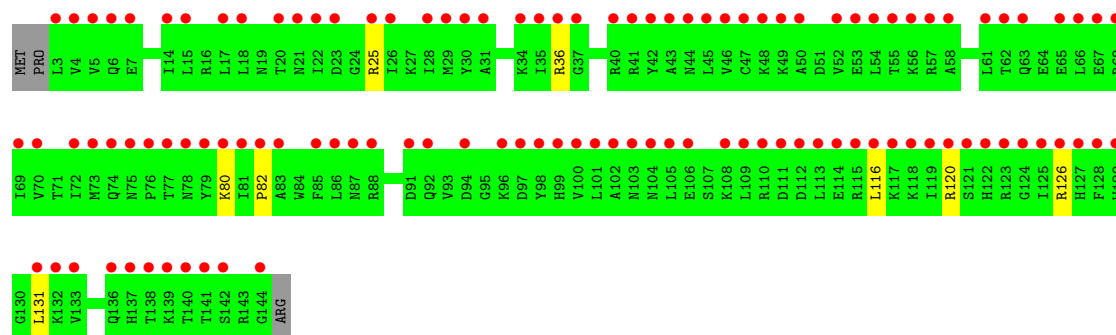 MET PRO L3 V4 V5 Q6 E7 I14 L15 R16 L17 L18 N19 T20 N21 I22 D23 G24 R25 I26 K27 I28 M29 Y30 A31 K34 I35 R36 G37 R40 R41 Y42 A43 N44 L45 V46 C47 K48 K49 A50 D51 V52 E53 L54 T55 K56 R57 A58 L61 T62 Q63 E64 E65 L66 E67
I69 V70 T71 I72 M73 Q74 N75 P76 T77 N78 Y79 K80 I81 P82 A83 W84 F85 L86 N87 R88 D91 Q92 V93 D94 G95 K96 D97 Y98 H99 V100 L101 A102 N103 N104 L105 E106 S107 K108 L109 R110 D111 D112 L113 E114 R115 L116 K117 K118 I119 R120 S121 H122 R123 G124 I125 R126 H127 F128
G130 L131 K132 V133 Q136 H137 T138 K139 T140 T141 S142 R143 G144 ARG